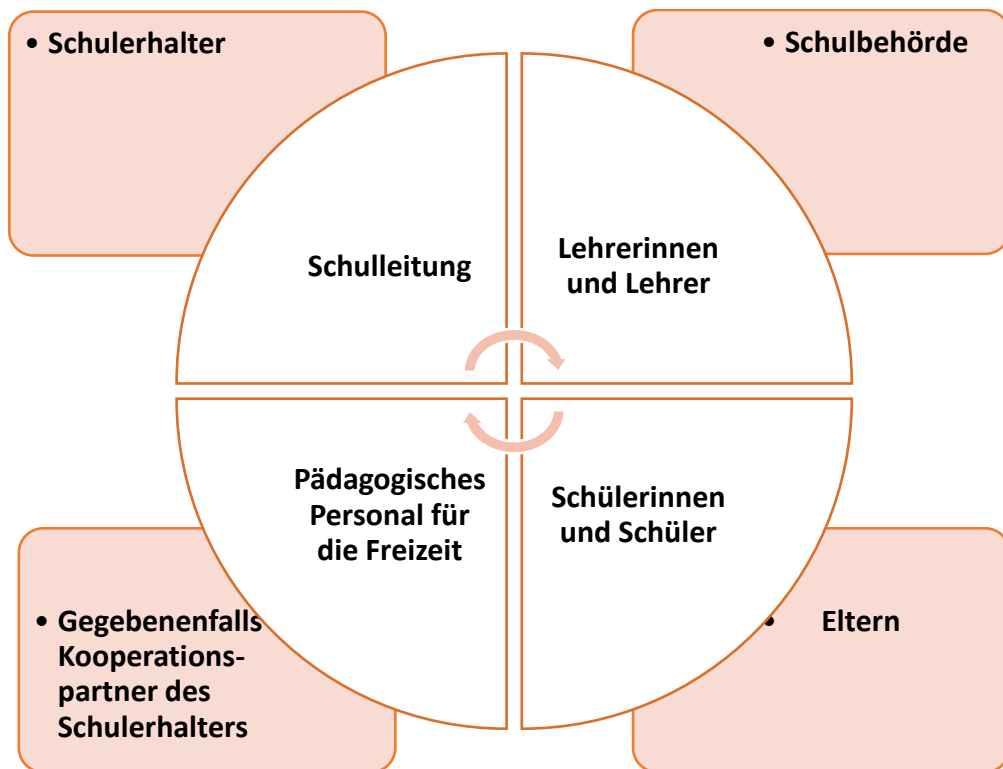 • Schulerhalter
• Schulbehörde
Schulleitung
Lehrerinnen
und Lehrer
Pädagogisches
Personal für
die Freizeit
Schülerinnen
und Schüler
• Gegebenenfalls
Kooperations-
partner des
Schulerhalters
• Eltern